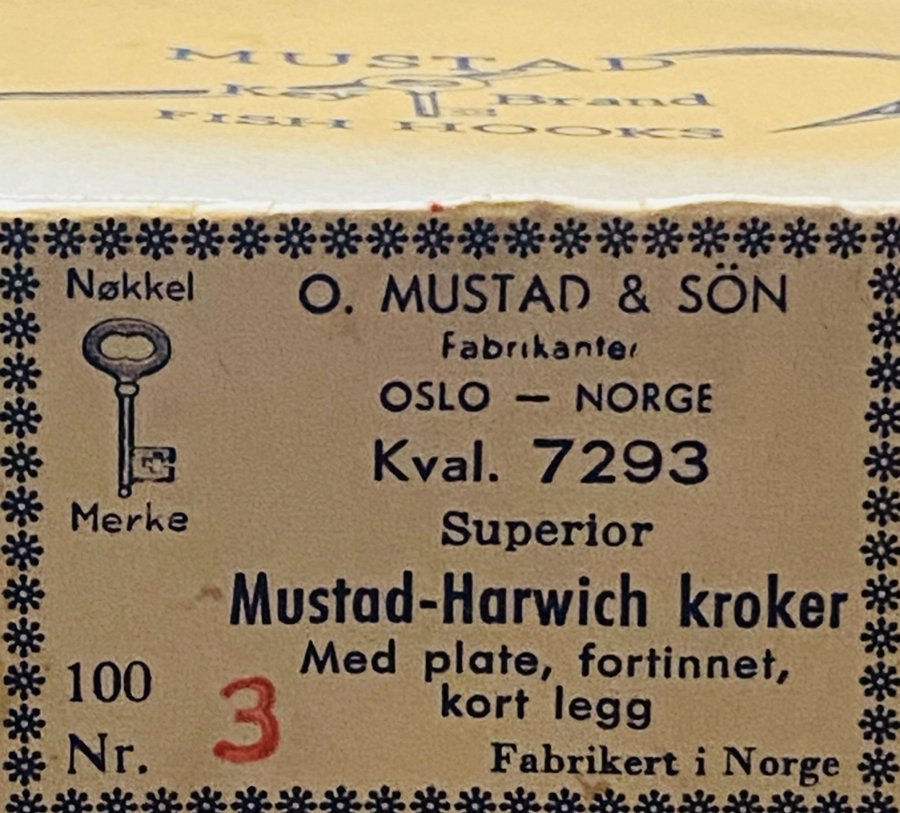 MUSTAD
Key Brand
FISH HOOKS
Nøkkel
Merke
O. MUSTAD & SÖN
Fabrikanter
OSLO — NORGE
Kval. 7293
Superior
Mustad-Harwich kroker
Med plate, fortinnet,
kort legg
100
Nr. 3
Fabrikert i Norge